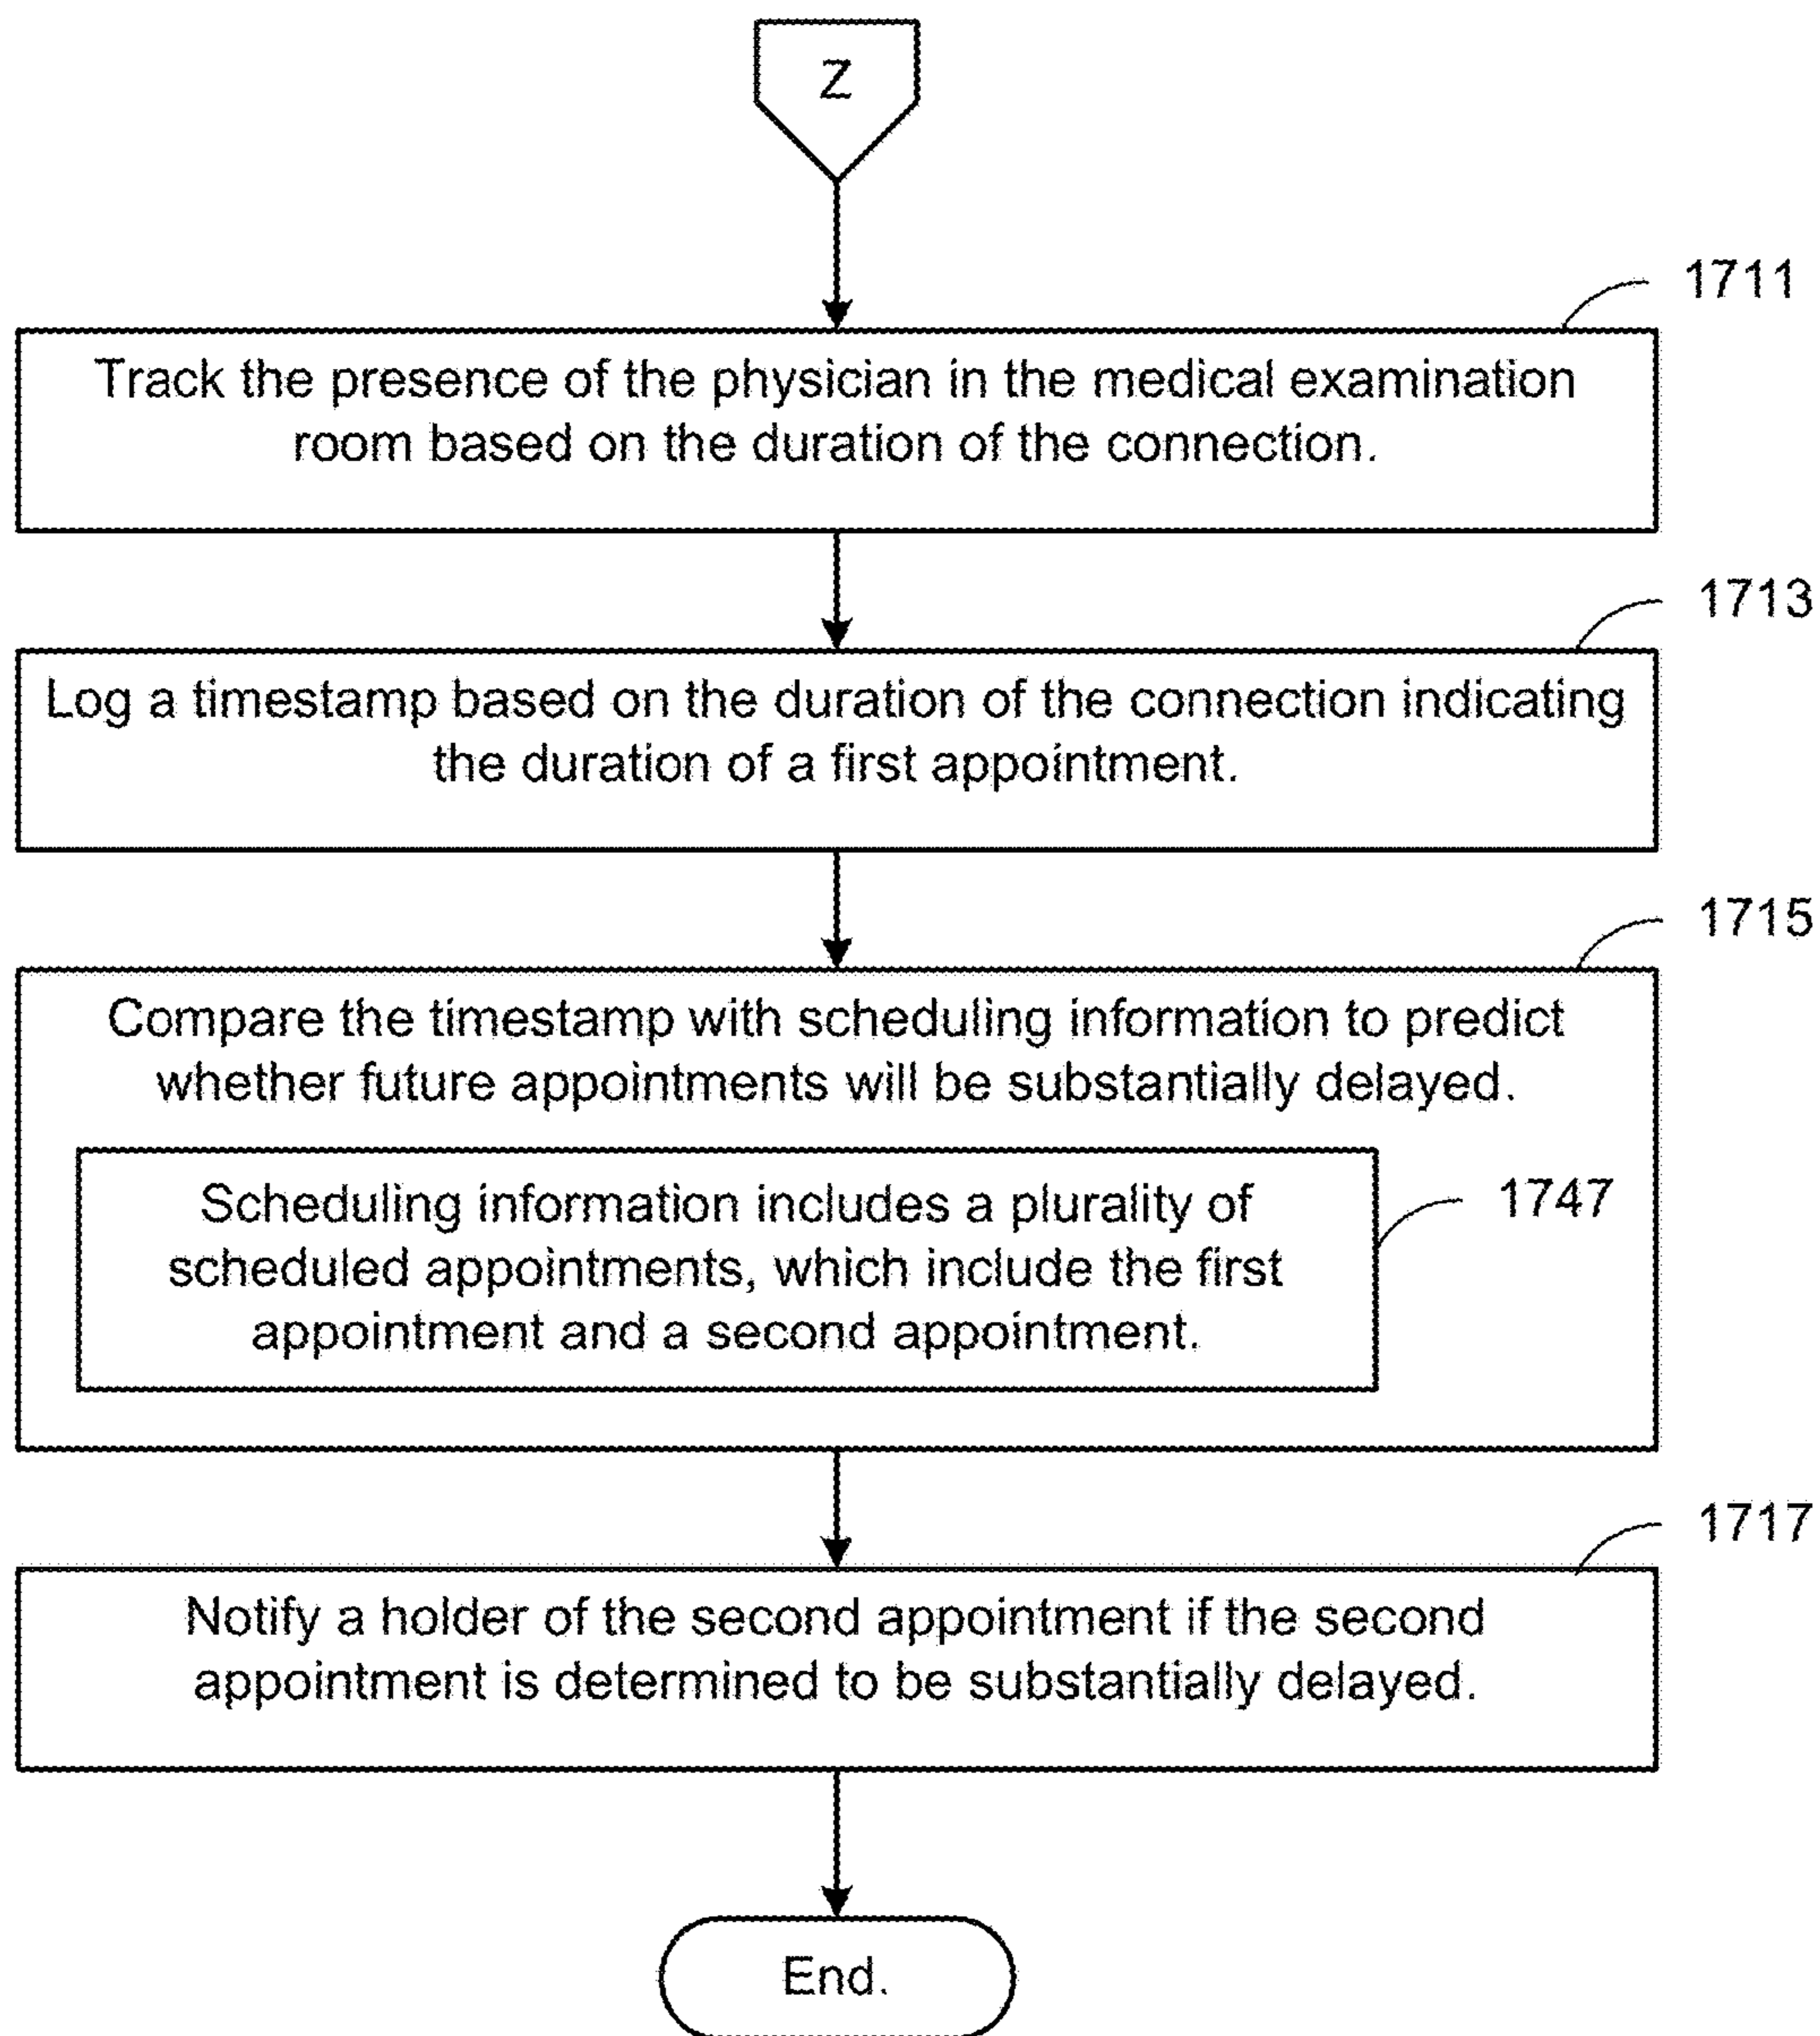 Z
1711
Track the presence of the physician in the medical examination
room based on the duration of the connection.
1713
Log a timestamp based on the duration of the connection indicating
the duration of a first appointment.
1715
Compare the timestamp with scheduling information to predict
whether future appointments will be substantially delayed.
Scheduling information includes a plurality of
1747
scheduled appointments, which include the first
appointment and a second appointment.
1717
Notify a holder of the second appointment if the second
appointment is determined to be substantially delayed.
End.